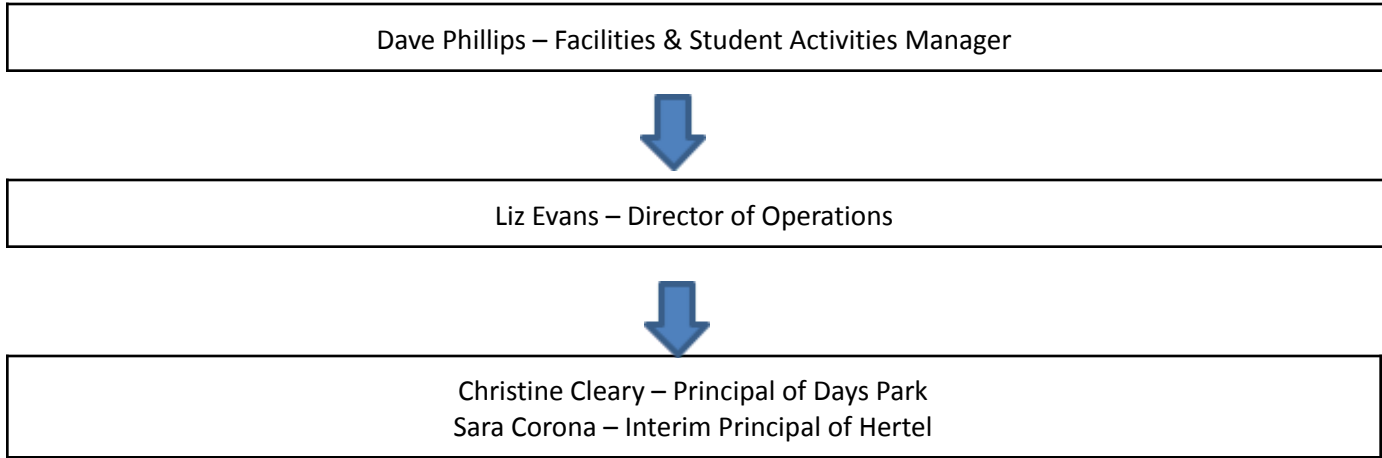 Dave Phillips – Facilities & Student Activities Manager
Liz Evans – Director of Operations
Christine Cleary – Principal of Days Park
Sara Corona – Interim Principal of Hertel